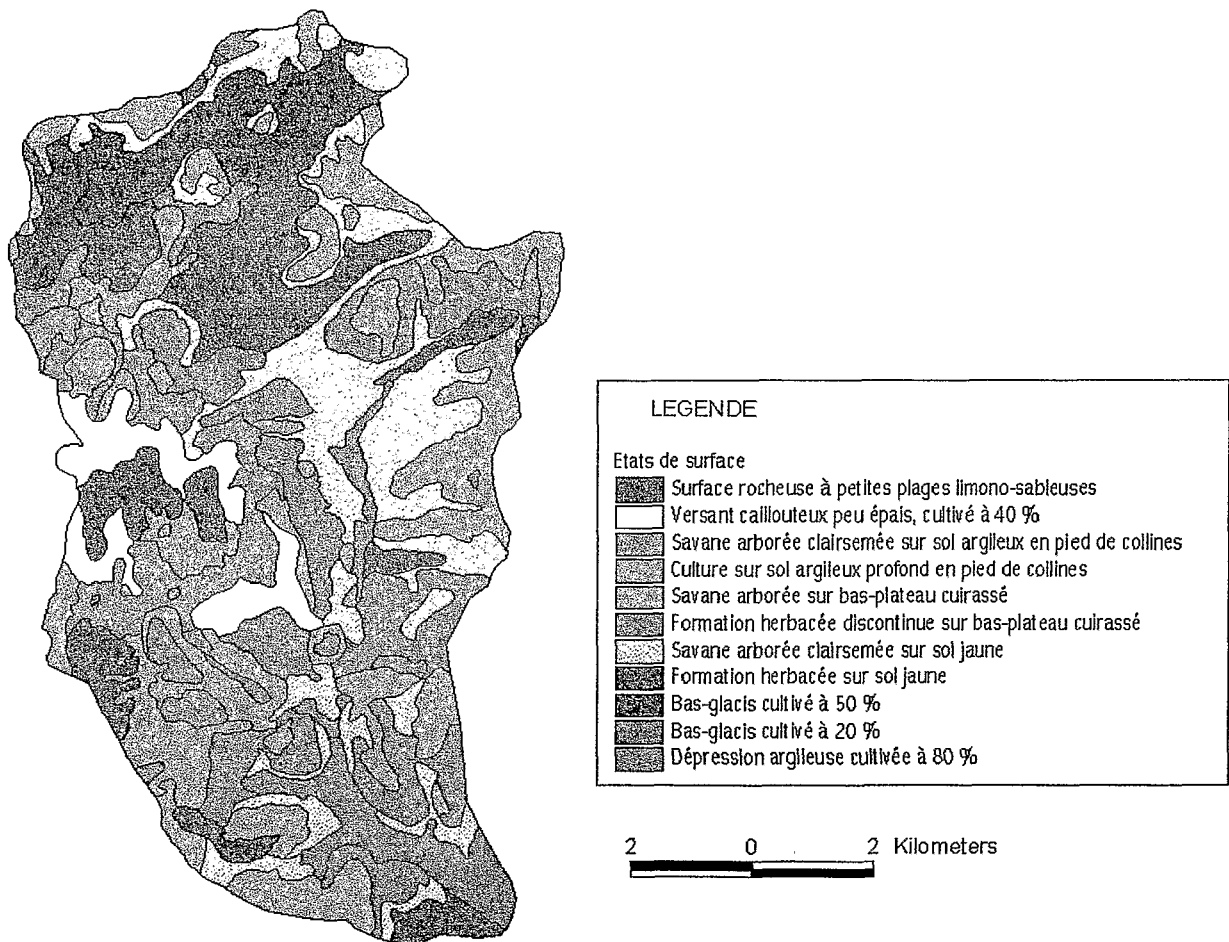 LEGENDE
Etats de surface
Surface rocheuse à petites plages limono-sableuses
Versant caillouteux peu épais, cultivé à 40 %
Savane arborée clairsemée sur sol argileux en pied de collines
Culture sur sol argileux profond en pied de collines
Savane arborée sur bas-plateau cuirassé
Formation herbacée discontinue sur bas-plateau cuirassé
Savane arborée clairsemée sur sol jaune
Formation herbacée sur sol jaune
Bas-glacis cultivé à 50 %
Bas-glacis cultivé à 20 %
Dépression argileuse cultivée à 80 %
2 0 2 Kilometers